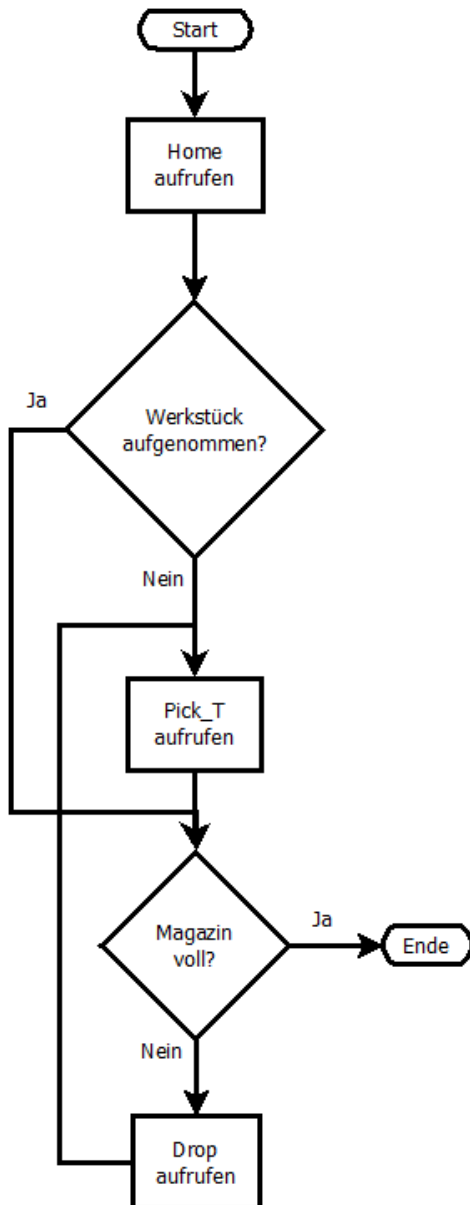 Start
Home
aufrufen
Ja
Werkstück
aufgenommen?
Nein
Pick_T
aufrufen
Magazin
voll?
Ja
Ende
Nein
Drop
aufrufen